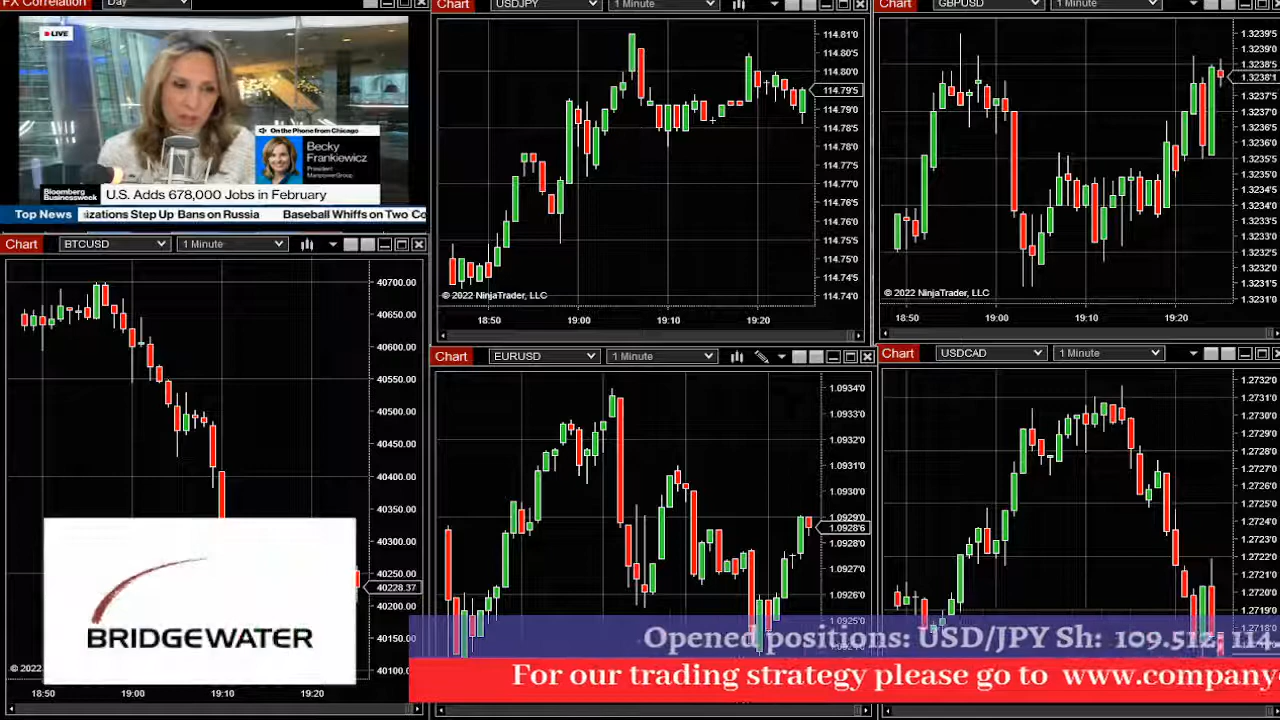 FX Correlation Day
LIVE
On the Phone from Chicago
Becky
Frankiewicz
President
ManpowerGroup
Bloomberg
Businessweek
U.S. Adds 678,000 Jobs in February
Top News izations Step Up Bans on Russia Baseball Whiffs on Two Co
Chart USDJPY 1 Minute
114.81'0
114.80'5
114.80'0
114.79'5
114.79'0
114.78'5
114.78'0
114.77'5
114.77'0
114.76'5
114.76'0
114.75'5
114.75'0
114.74'5
114.74'0
© 2022 NinjaTrader, LLC
18:50 19:00 19:10 19:20
Chart GBPUSD 1 Minute
1.3239'5
1.3239'0
1.3238'5
1.3238'1
1.3237'5
1.3237'0
1.3236'5
1.3236'0
1.3235'5
1.3235'0
1.3234'5
1.3234'0
1.3233'5
1.3233'0
1.3232'5
1.3232'0
1.3231'5
1.3231'0
© 2022 NinjaTrader, LLC
18:50 19:00 19:10 19:20
Chart BTCUSD 1 Minute
40700.00
40650.00
40600.00
40550.00
40500.00
40450.00
40400.00
40350.00
40300.00
40250.00
40228.37
40200.00
40150.00
40100.0
© 2022
18:50 19:00 19:10 19:20
BRIDGEWATER
Chart EURUSD 1 Minute
1.0934'0
1.0933'0
1.0932'0
1.0931'0
1.0930'0
1.0929'0
1.0928'6
1.0928'0
1.0927'0
1.0926'0
1.0925'0
Chart USDCAD 1 Minute
1.2732'0
1.2731'0
1.2730'0
1.2729'0
1.2728'0
1.2726'0
1.2725'0
1.2723'0
1.2722'0
1.2721'0
1.2719'0
1.2718'0
Opened positions: USD/JPY Sh: 109.512; 114.
For our trading strategy please go to www.company